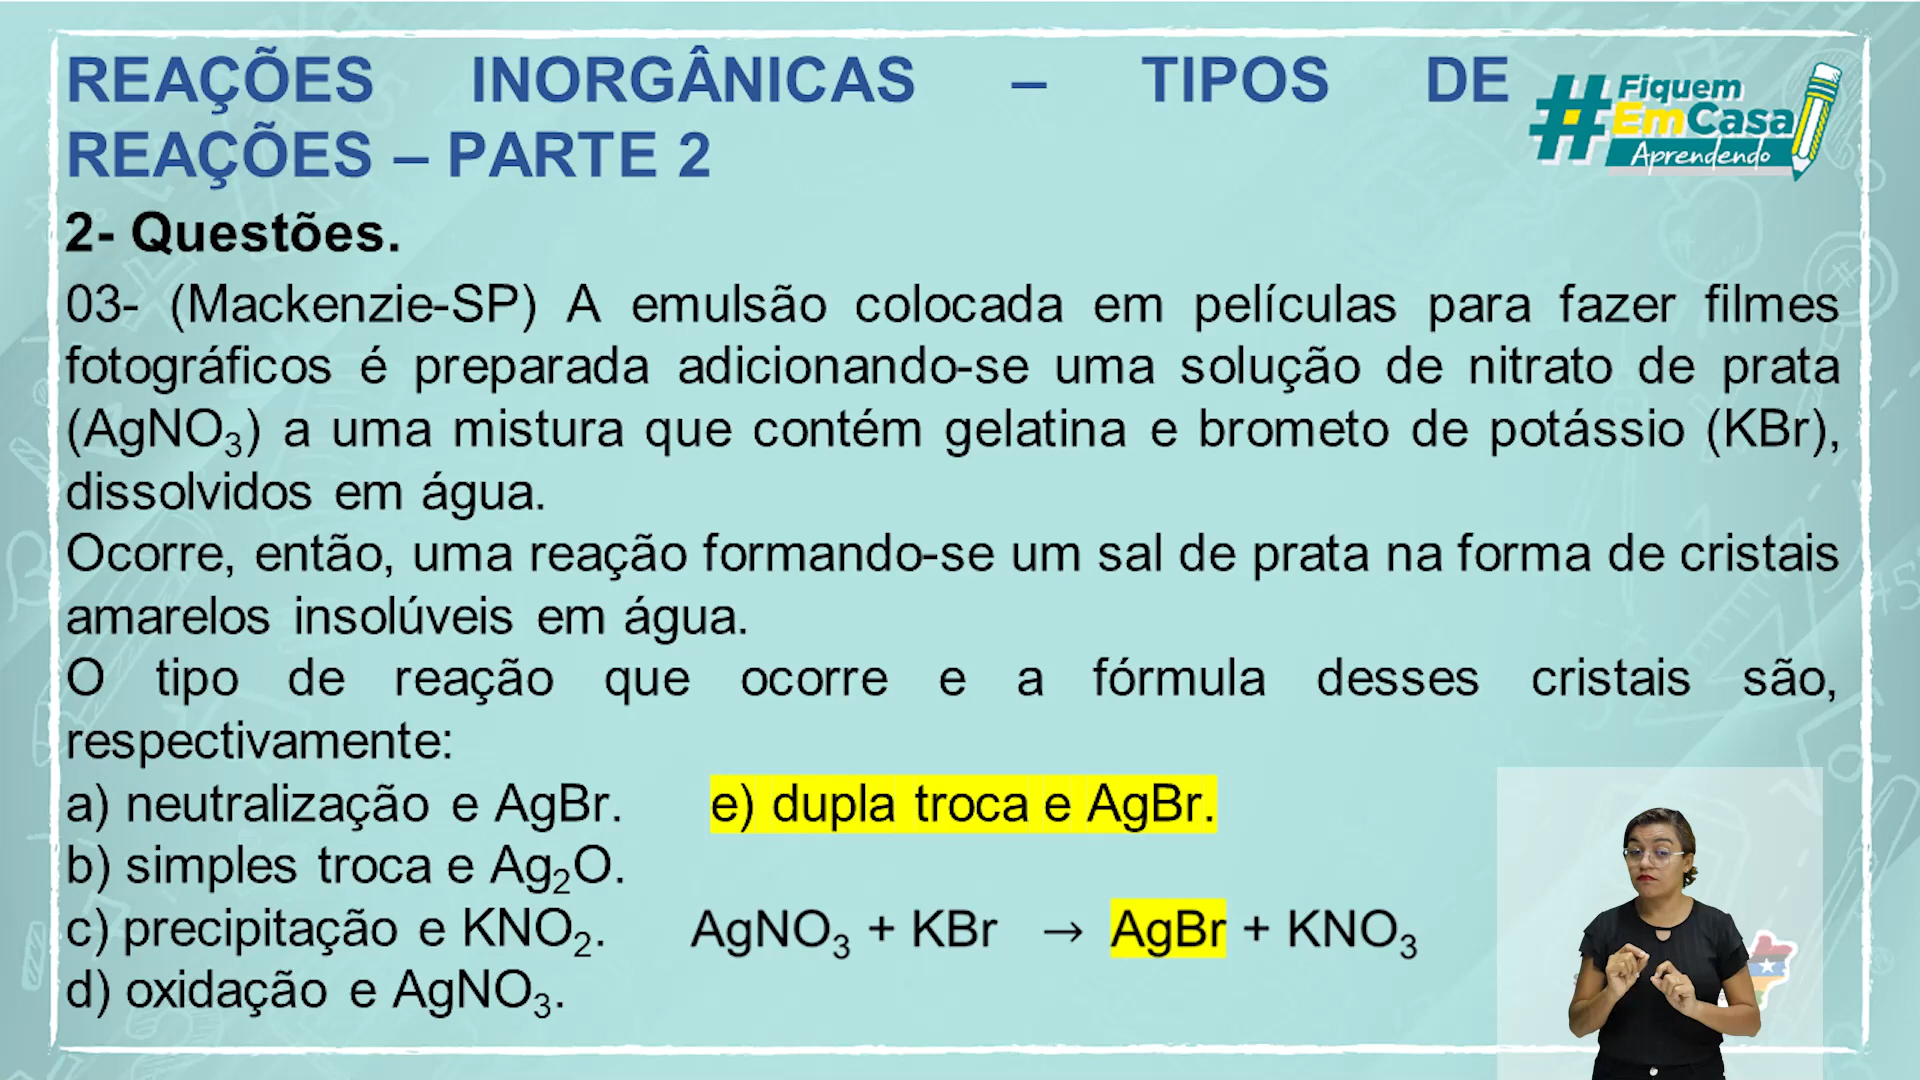 REAÇÕES INORGÂNICAS – TIPOS DE
REAÇÕES – PARTE 2
#Fiquem
EmCasa
Aprendendo
2- Questões.
03- (Mackenzie-SP) A emulsão colocada em películas para fazer filmes
fotográficos é preparada adicionando-se uma solução de nitrato de prata
(AgNO₃) a uma mistura que contém gelatina e brometo de potássio (KBr),
dissolvidos em água.
Ocorre, então, uma reação formando-se um sal de prata na forma de cristais
amarelos insolúveis em água.
O tipo de reação que ocorre e a fórmula desses cristais são,
respectivamente:
a) neutralização e AgBr.
b) simples troca e Ag₂O.
c) precipitação e KNO₂.
d) oxidação e AgNO₃.
e) dupla troca e AgBr.
AgNO₃ + KBr → AgBr + KNO₃